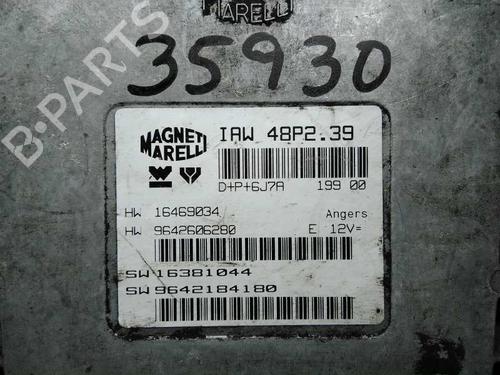 MARELLI
35930
B-PARTS
MAGNETI
MARELLI
IAW 48P2.39
D+P+6J7A 199 00
HW 16469034 Angers
HW 9642606280 E 12V=
SW 16381044
SW 9642184180